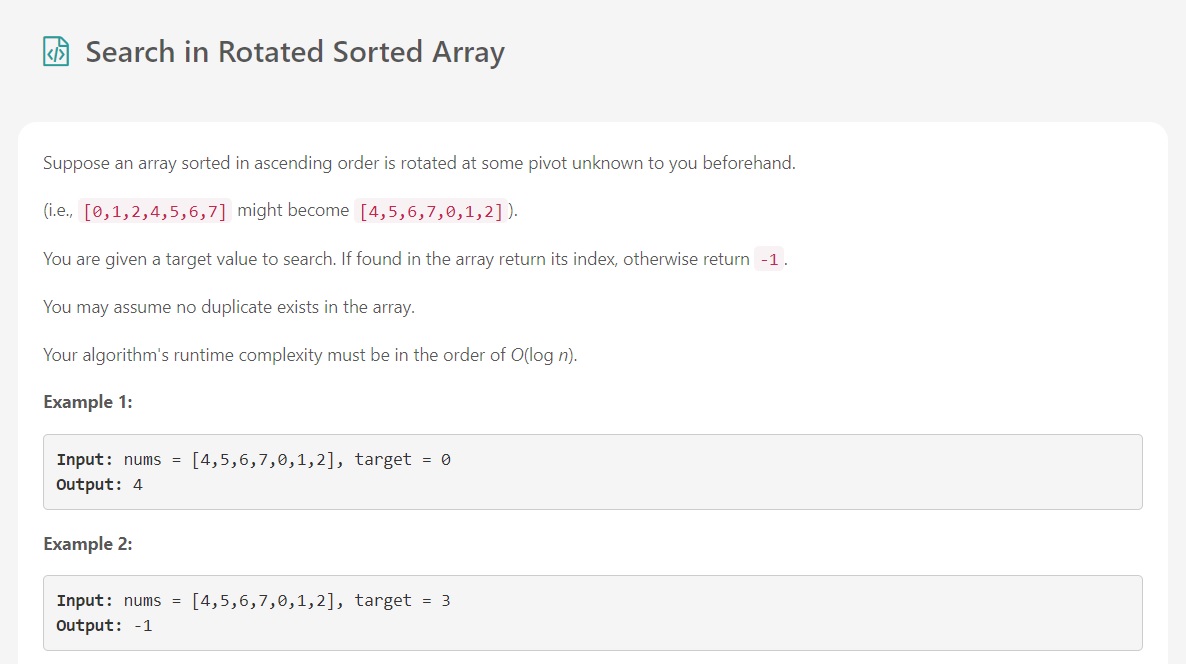 Search in Rotated Sorted Array
Suppose an array sorted in ascending order is rotated at some pivot unknown to you beforehand.
(i.e., [0,1,2,4,5,6,7] might become [4,5,6,7,0,1,2]).
You are given a target value to search. If found in the array return its index, otherwise return -1.
You may assume no duplicate exists in the array.
Your algorithm's runtime complexity must be in the order of O(log n).
Example 1:
Input: nums = [4,5,6,7,0,1,2], target = 0
Output: 4
Example 2:
Input: nums = [4,5,6,7,0,1,2], target = 3
Output: -1